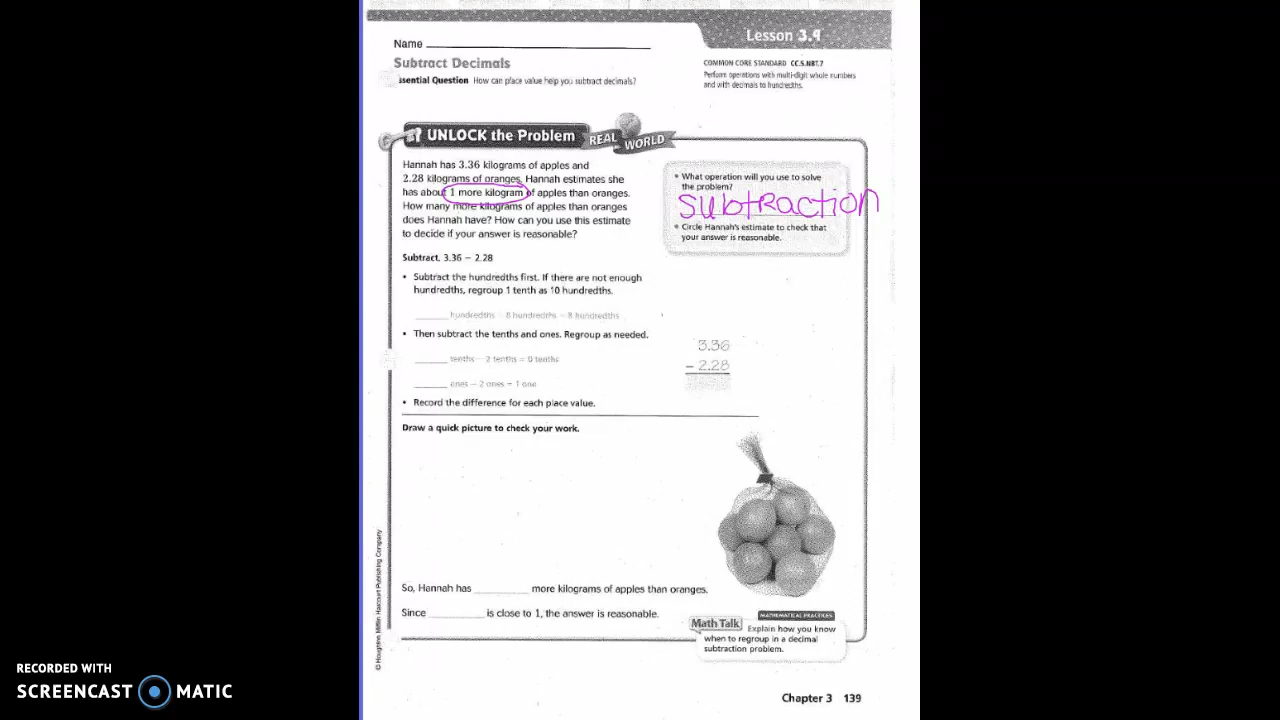 Lesson 3.9
Name
Subtract Decimals
ssential Question How can place value help you subtract decimals?
COMMON CORE STANDARD CC.5.NBT.7
Perform operations with multi-digit whole numbers
and with decimals to hundredths.
UNLOCK the Problem REAL WORLD
Hannah has 3.36 kilograms of apples and
2.28 kilograms of oranges. Hannah estimates she
has about 1 more kilogram of apples than oranges.
How many more kilograms of apples than oranges
does Hannah have? How can you use this estimate
to decide if your answer is reasonable?
• What operation will you use to solve
the problem?
subtraction
• Circle Hannah's estimate to check that
your answer is reasonable.
Subtract. 3.36 − 2.28
• Subtract the hundredths first. If there are not enough
hundredths, regroup 1 tenth as 10 hundredths.
_____ hundredths − 8 hundredths = 8 hundredths
• Then subtract the tenths and ones. Regroup as needed.
_____ tenths − 2 tenths = 0 tenths
_____ ones − 2 ones = 1 one
• Record the difference for each place value.
3.36
− 2.28
Draw a quick picture to check your work.
So, Hannah has ________ more kilograms of apples than oranges.
Since ________ is close to 1, the answer is reasonable.
Math Talk MATHEMATICAL PRACTICES
Explain how you know
when to regroup in a decimal
subtraction problem.
© Houghton Mifflin Harcourt Publishing Company
Chapter 3 139
RECORDED WITH
SCREENCAST MATIC